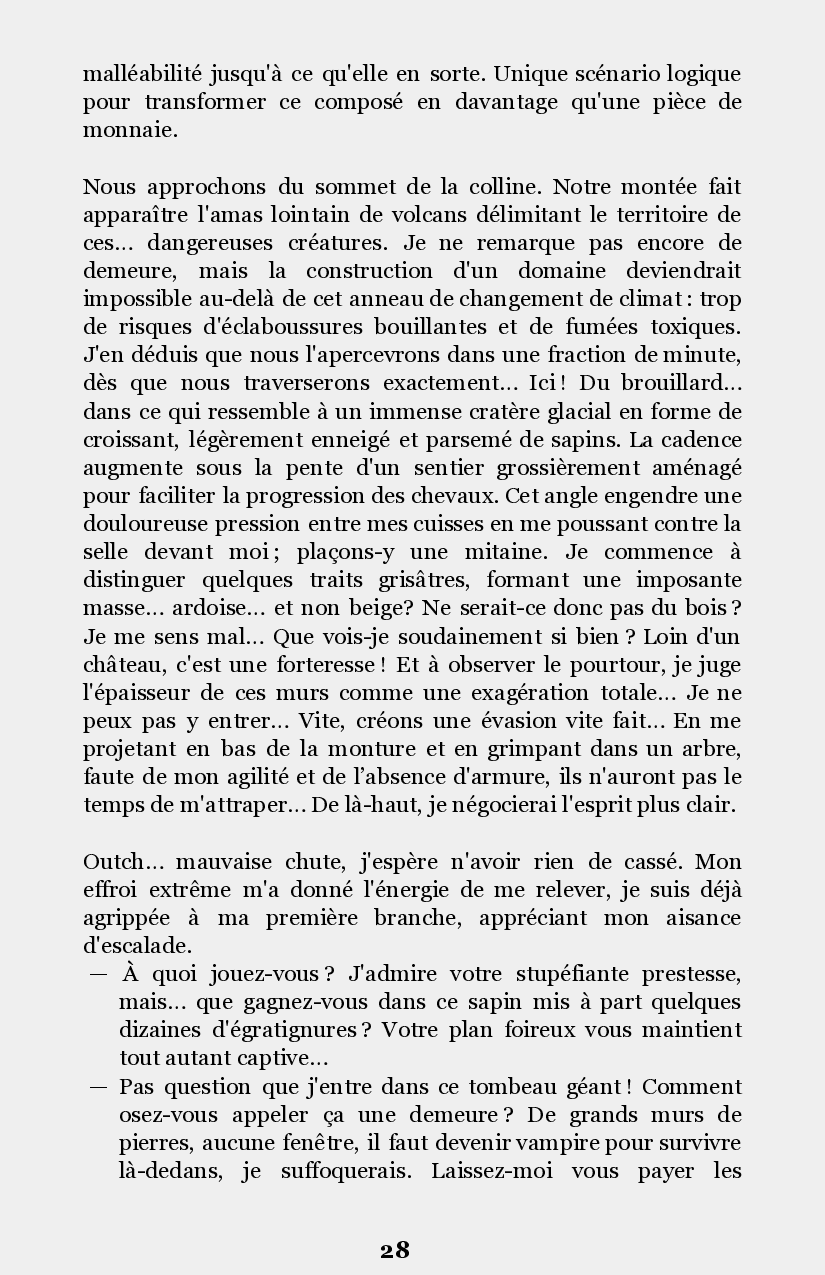 malléabilité jusqu'à ce qu'elle en sorte. Unique scénario logique
pour transformer ce composé en davantage qu'une pièce de
monnaie.
Nous approchons du sommet de la colline. Notre montée fait
apparaître l'amas lointain de volcans délimitant le territoire de
ces... dangereuses créatures. Je ne remarque pas encore de
demeure, mais la construction d'un domaine deviendrait
impossible au-delà de cet anneau de changement de climat : trop
de risques d'éclaboussures bouillantes et de fumées toxiques.
J'en déduis que nous l'apercevrons dans une fraction de minute,
dès que nous traverserons exactement... Ici ! Du brouillard...
dans ce qui ressemble à un immense cratère glacial en forme de
croissant, légèrement enneigé et parsemé de sapins. La cadence
augmente sous la pente d'un sentier grossièrement aménagé
pour faciliter la progression des chevaux. Cet angle engendre une
douloureuse pression entre mes cuisses en me poussant contre la
selle devant moi ; plaçons-y une mitaine. Je commence à
distinguer quelques traits grisâtres, formant une imposante
masse... ardoise... et non beige? Ne serait-ce donc pas du bois ?
Je me sens mal... Que vois-je soudainement si bien ? Loin d'un
château, c'est une forteresse ! Et à observer le pourtour, je juge
l'épaisseur de ces murs comme une exagération totale... Je ne
peux pas y entrer... Vite, créons une évasion vite fait... En me
projetant en bas de la monture et en grimpant dans un arbre,
faute de mon agilité et de l’absence d'armure, ils n'auront pas le
temps de m'attraper... De là-haut, je négocierai l'esprit plus clair.
Outch... mauvaise chute, j'espère n'avoir rien de cassé. Mon
effroi extrême m'a donné l'énergie de me relever, je suis déjà
agrippée à ma première branche, appréciant mon aisance
d'escalade.
— À quoi jouez-vous ? J'admire votre stupéfiante prestesse,
mais... que gagnez-vous dans ce sapin mis à part quelques
dizaines d'égratignures ? Votre plan foireux vous maintient
tout autant captive...
— Pas question que j'entre dans ce tombeau géant ! Comment
osez-vous appeler ça une demeure ? De grands murs de
pierres, aucune fenêtre, il faut devenir vampire pour survivre
là-dedans, je suffoquerais. Laissez-moi vous payer les
28